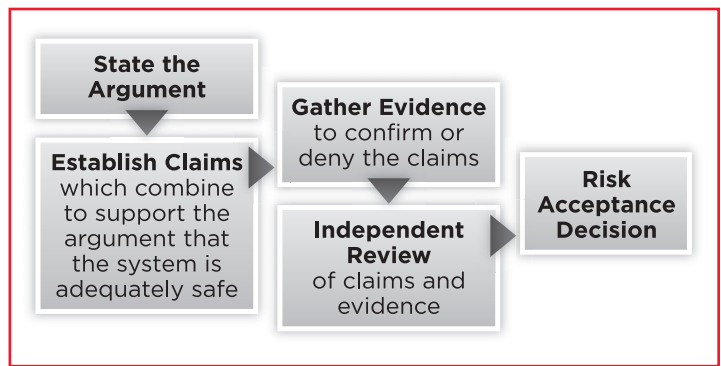 State the
Argument
Establish Claims
which combine
to support the
argument that
the system is
adequately safe
Gather Evidence
to confirm or
deny the claims
Independent
Review
of claims and
evidence
Risk
Acceptance
Decision